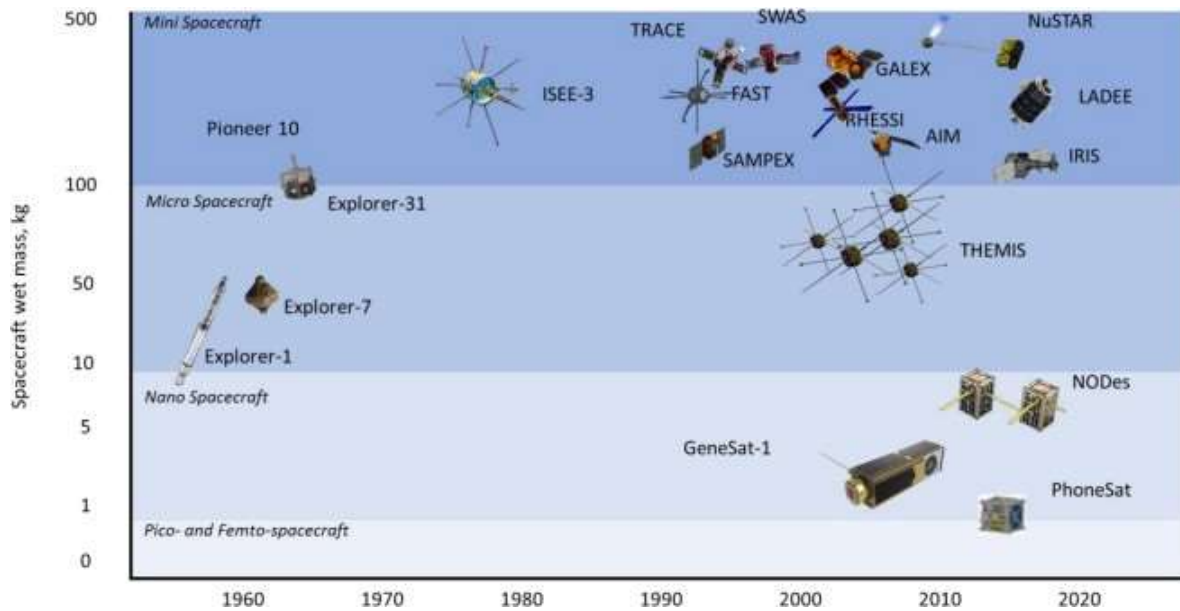 500
Mini Spacecraft
SWAS
NuSTAR
TRACE
GALEX
ISEE-3
FAST
LADEE
RHESSI
Pioneer 10
AIM
SAMPEX
IRIS
100
Micro Spacecraft
Explorer-31
Spacecraft wet mass, kg
THEMIS
50
Explorer-7
Explorer-1
10
Nano Spacecraft
NODes
5
GeneSat-1
PhoneSat
1
Pico- and Femto-spacecraft
0
1960 1970 1980 1990 2000 2010 2020